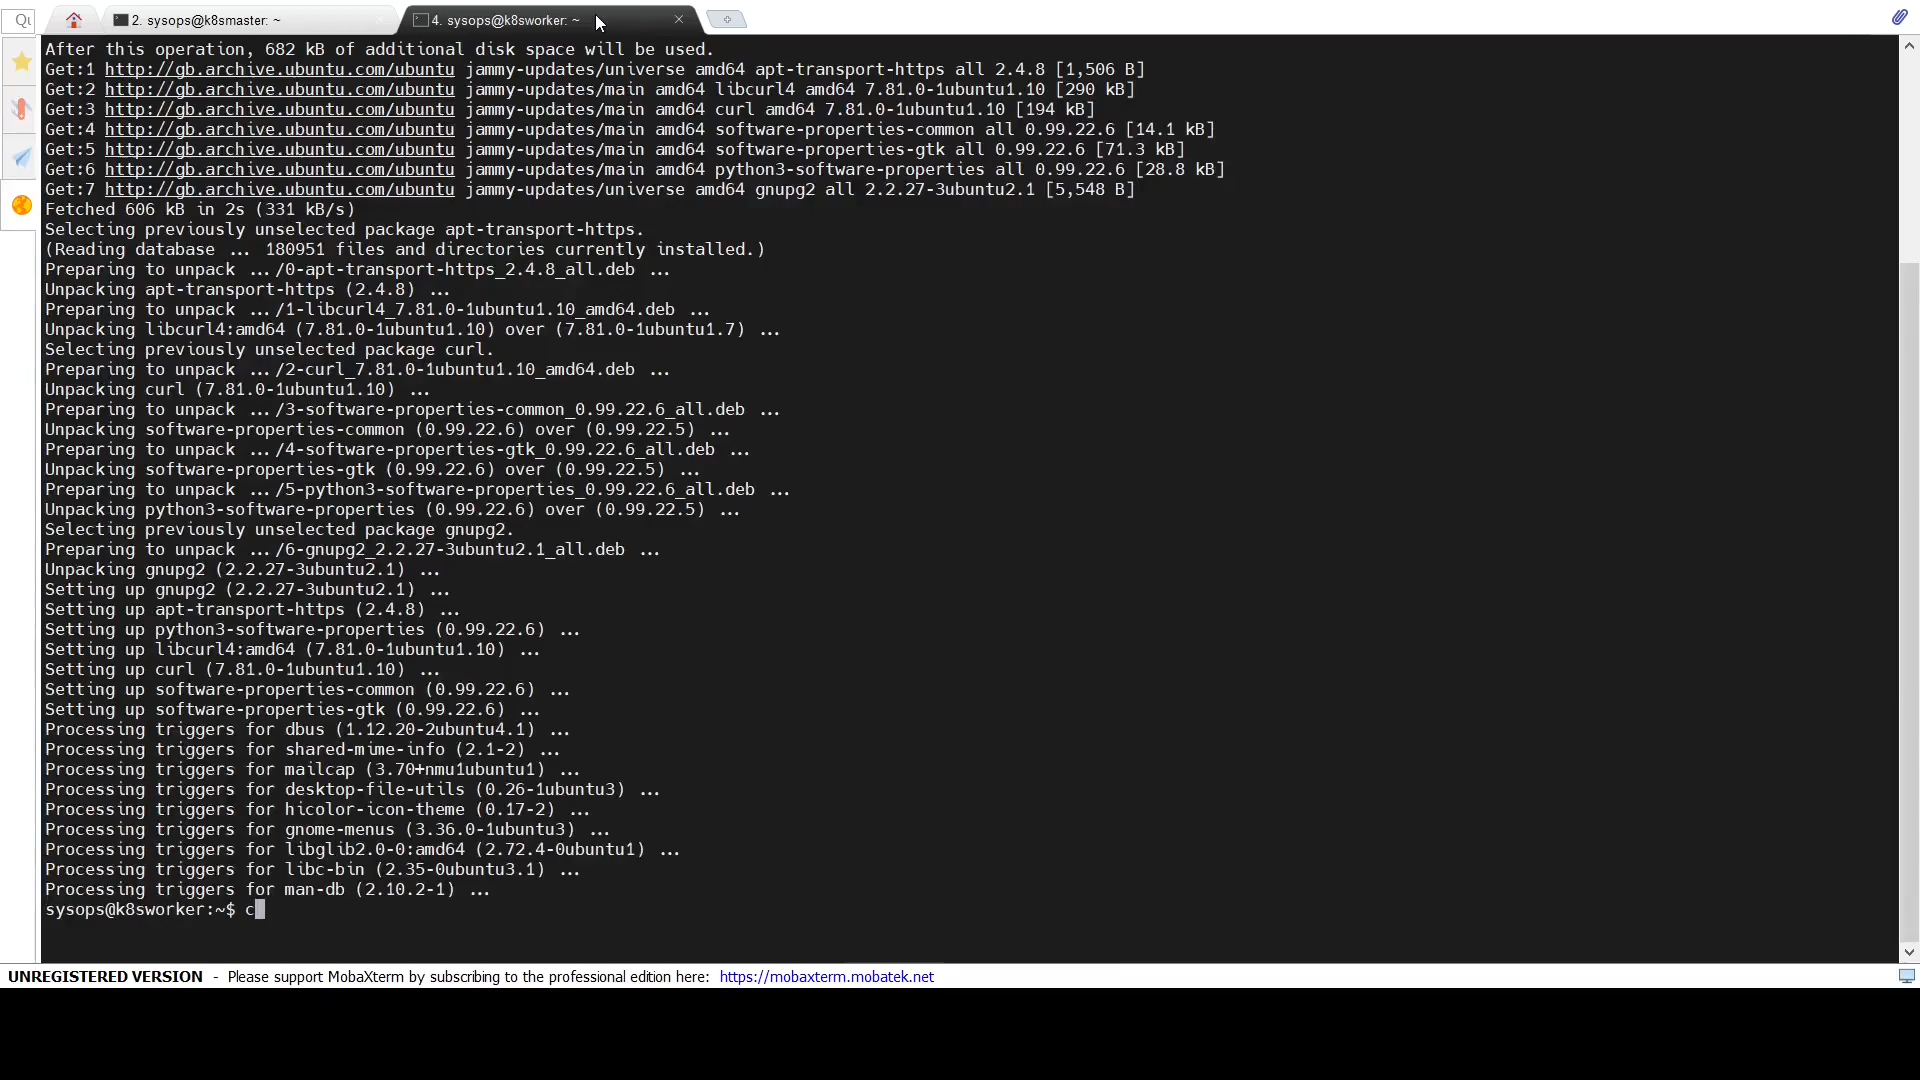 Qu
2. sysops@k8smaster: ~
4. sysops@k8sworker: ~
After this operation, 682 kB of additional disk space will be used.
Get:1 http://gb.archive.ubuntu.com/ubuntu jammy-updates/universe amd64 apt-transport-https all 2.4.8 [1,506 B]
Get:2 http://gb.archive.ubuntu.com/ubuntu jammy-updates/main amd64 libcurl4 amd64 7.81.0-1ubuntu1.10 [290 kB]
Get:3 http://gb.archive.ubuntu.com/ubuntu jammy-updates/main amd64 curl amd64 7.81.0-1ubuntu1.10 [194 kB]
Get:4 http://gb.archive.ubuntu.com/ubuntu jammy-updates/main amd64 software-properties-common all 0.99.22.6 [14.1 kB]
Get:5 http://gb.archive.ubuntu.com/ubuntu jammy-updates/main amd64 software-properties-gtk all 0.99.22.6 [71.3 kB]
Get:6 http://gb.archive.ubuntu.com/ubuntu jammy-updates/main amd64 python3-software-properties all 0.99.22.6 [28.8 kB]
Get:7 http://gb.archive.ubuntu.com/ubuntu jammy-updates/universe amd64 gnupg2 all 2.2.27-3ubuntu2.1 [5,548 B]
Fetched 606 kB in 2s (331 kB/s)
Selecting previously unselected package apt-transport-https.
(Reading database ... 180951 files and directories currently installed.)
Preparing to unpack .../0-apt-transport-https_2.4.8_all.deb ...
Unpacking apt-transport-https (2.4.8) ...
Preparing to unpack .../1-libcurl4_7.81.0-1ubuntu1.10_amd64.deb ...
Unpacking libcurl4:amd64 (7.81.0-1ubuntu1.10) over (7.81.0-1ubuntu1.7) ...
Selecting previously unselected package curl.
Preparing to unpack .../2-curl_7.81.0-1ubuntu1.10_amd64.deb ...
Unpacking curl (7.81.0-1ubuntu1.10) ...
Preparing to unpack .../3-software-properties-common_0.99.22.6_all.deb ...
Unpacking software-properties-common (0.99.22.6) over (0.99.22.5) ...
Preparing to unpack .../4-software-properties-gtk_0.99.22.6_all.deb ...
Unpacking software-properties-gtk (0.99.22.6) over (0.99.22.5) ...
Preparing to unpack .../5-python3-software-properties_0.99.22.6_all.deb ...
Unpacking python3-software-properties (0.99.22.6) over (0.99.22.5) ...
Selecting previously unselected package gnupg2.
Preparing to unpack .../6-gnupg2_2.2.27-3ubuntu2.1_all.deb ...
Unpacking gnupg2 (2.2.27-3ubuntu2.1) ...
Setting up gnupg2 (2.2.27-3ubuntu2.1) ...
Setting up apt-transport-https (2.4.8) ...
Setting up python3-software-properties (0.99.22.6) ...
Setting up libcurl4:amd64 (7.81.0-1ubuntu1.10) ...
Setting up curl (7.81.0-1ubuntu1.10) ...
Setting up software-properties-common (0.99.22.6) ...
Setting up software-properties-gtk (0.99.22.6) ...
Processing triggers for dbus (1.12.20-2ubuntu4.1) ...
Processing triggers for shared-mime-info (2.1-2) ...
Processing triggers for mailcap (3.70+nmu1ubuntu1) ...
Processing triggers for desktop-file-utils (0.26-1ubuntu3) ...
Processing triggers for hicolor-icon-theme (0.17-2) ...
Processing triggers for gnome-menus (3.36.0-1ubuntu3) ...
Processing triggers for libglib2.0-0:amd64 (2.72.4-0ubuntu1) ...
Processing triggers for libc-bin (2.35-0ubuntu3.1) ...
Processing triggers for man-db (2.10.2-1) ...
sysops@k8sworker:~$ c
UNREGISTERED VERSION - Please support MobaXterm by subscribing to the professional edition here: https://mobaxterm.mobatek.net